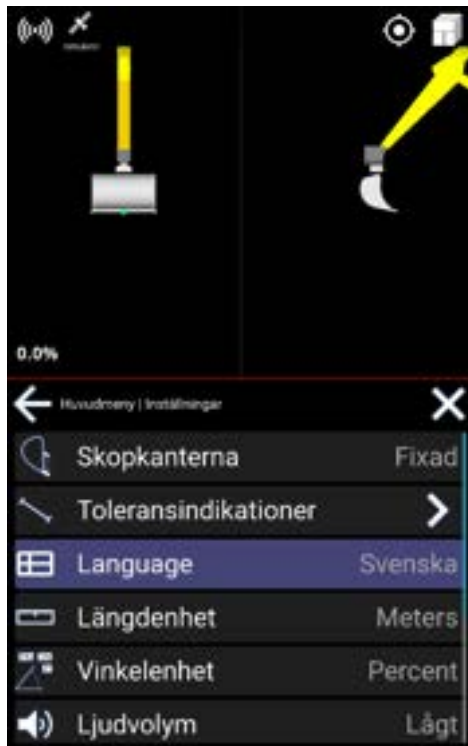 0.0%
Huvudmeny | Inställningar
Skopkanterna Fixad
Toleransindikationer
Language Svenska
Längdenhet Meters
Vinkelenhet Percent
Ljudvolym Lågt